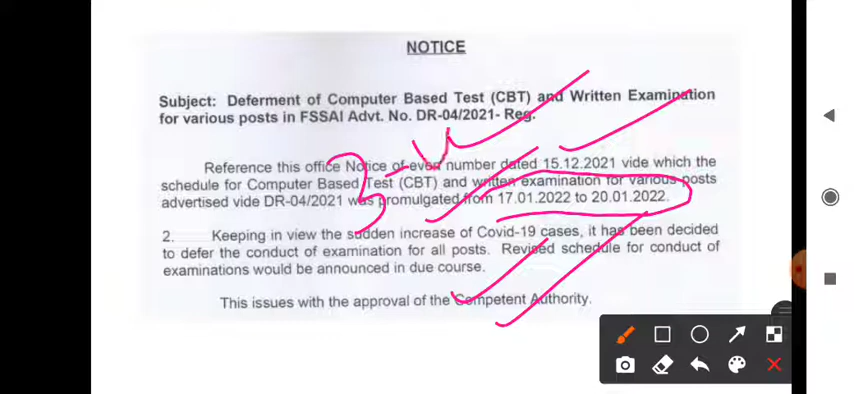 NOTICE
Subject: Deferment of Computer Based Test (CBT) and Written Examination
for various posts in FSSAI Advt. No. DR-04/2021- Reg.
Reference this office Notice of even number dated 15.12.2021 vide which the
schedule for Computer Based Test (CBT) and written examination for various posts
advertised vide DR-04/2021 was promulgated from 17.01.2022 to 20.01.2022.
2. Keeping in view the sudden increase of Covid-19 cases, it has been decided
to defer the conduct of examination for all posts. Revised schedule for conduct of
examinations would be announced in due course.
This issues with the approval of the Competent Authority.